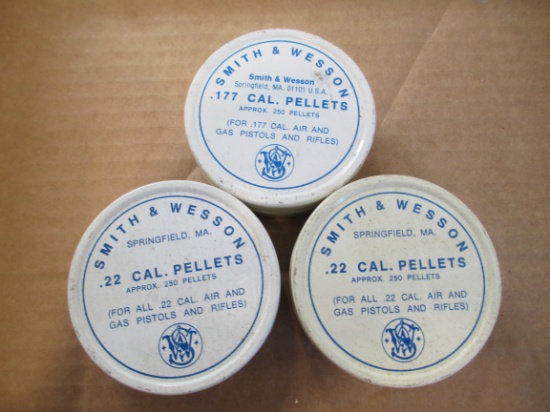 SMITH & WESSON
Smith & Wesson
Springfield, MA. 01101 U.S.A.
.177 CAL. PELLETS
APPROX. 250 PELLETS
(FOR .177 CAL. AIR AND
GAS PISTOLS AND RIFLES)
SMITH & WESSON
SPRINGFIELD, MA.
.22 CAL. PELLETS
APPROX. 250 PELLETS
(FOR ALL .22 CAL. AIR AND
GAS PISTOLS AND RIFLES)
SMITH & WESSON
SPRINGFIELD, MA.
.22 CAL. PELLETS
APPROX. 250 PELLETS
(FOR ALL .22 CAL. AIR AND
GAS PISTOLS AND RIFLES)